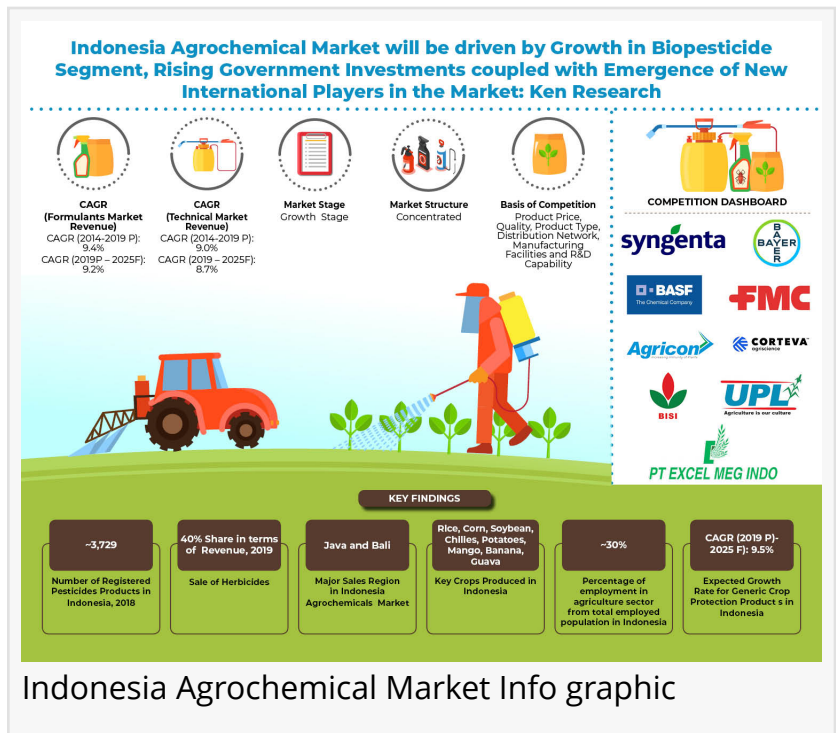 Indonesia Agrochemical Market will be driven by Growth in Biopesticide
Segment, Rising Government Investments coupled with Emergence of New
International Players in the Market: Ken Research
CAGR
(Formulants Market
Revenue)
CAGR (2014-2019 P):
9.4%
CAGR (2019P – 2025F):
9.2%
CAGR
(Technical Market
Revenue)
CAGR (2014-2019 P):
9.0%
CAGR (2019 – 2025F):
8.7%
Market Stage
Growth Stage
Market Structure
Concentrated
Basis of Competition
Product Price,
Quality, Product Type,
Distribution Network,
Manufacturing
Facilities and R&D
Capability
COMPETITION DASHBOARD
syngenta
BAYER
BAYER
BASF
The Chemical Company
FMC
Agricon
CORTEVA
agriscience
BISI
UPL
Agriculture is our culture
PT EXCEL MEG INDO
KEY FINDINGS
~3,729
Number of Registered
Pesticides Products in
Indonesia, 2018
40% Share in terms
of Revenue, 2019
Sale of Herbicides
Java and Bali
Major Sales Region
in Indonesia
Agrochemicals Market
Rice, Corn, Soybean,
Chilles, Potatoes,
Mango, Banana,
Guava
Key Crops Produced in
Indonesia
~30%
Percentage of
employment in
agriculture sector
from total employed
population in Indonesia
CAGR (2019 P)-
2025 F): 9.5%
Expected Growth
Rate for Generic Crop
Protection Product s in
Indonesia
Indonesia Agrochemical Market Info graphic